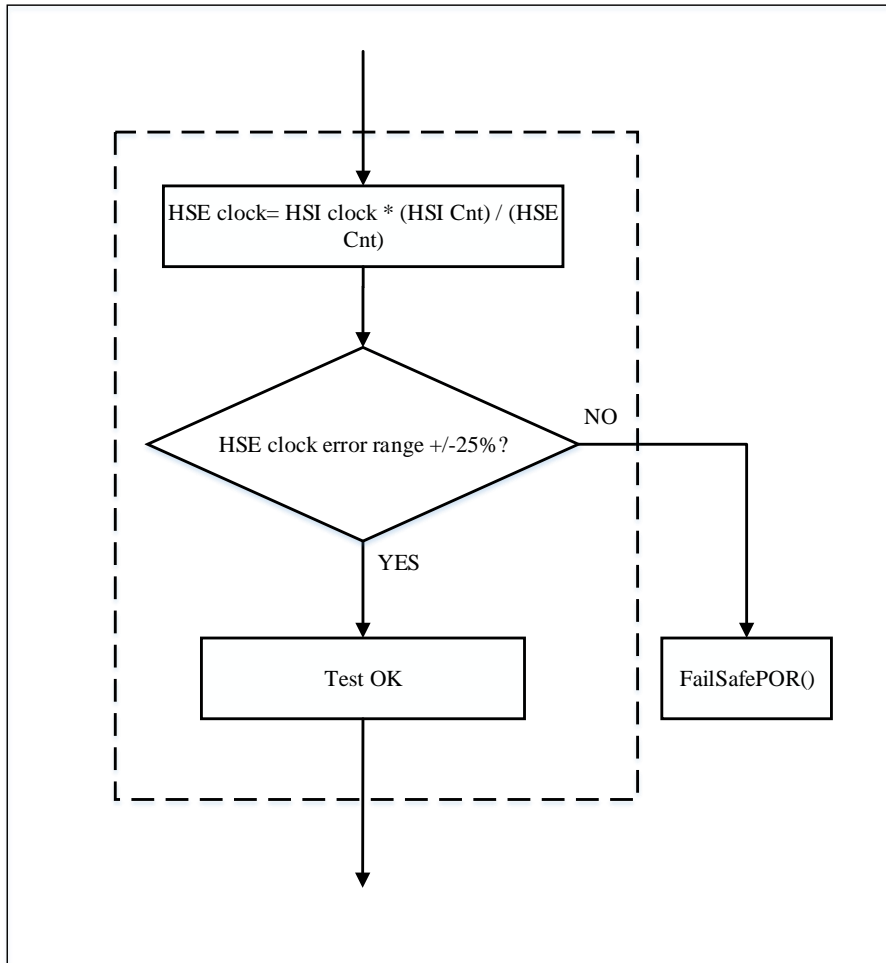 HSE clock= HSI clock * (HSI Cnt) / (HSE
Cnt)
NO
HSE clock error range +/-25%?
YES
Test OK
FailSafePOR()